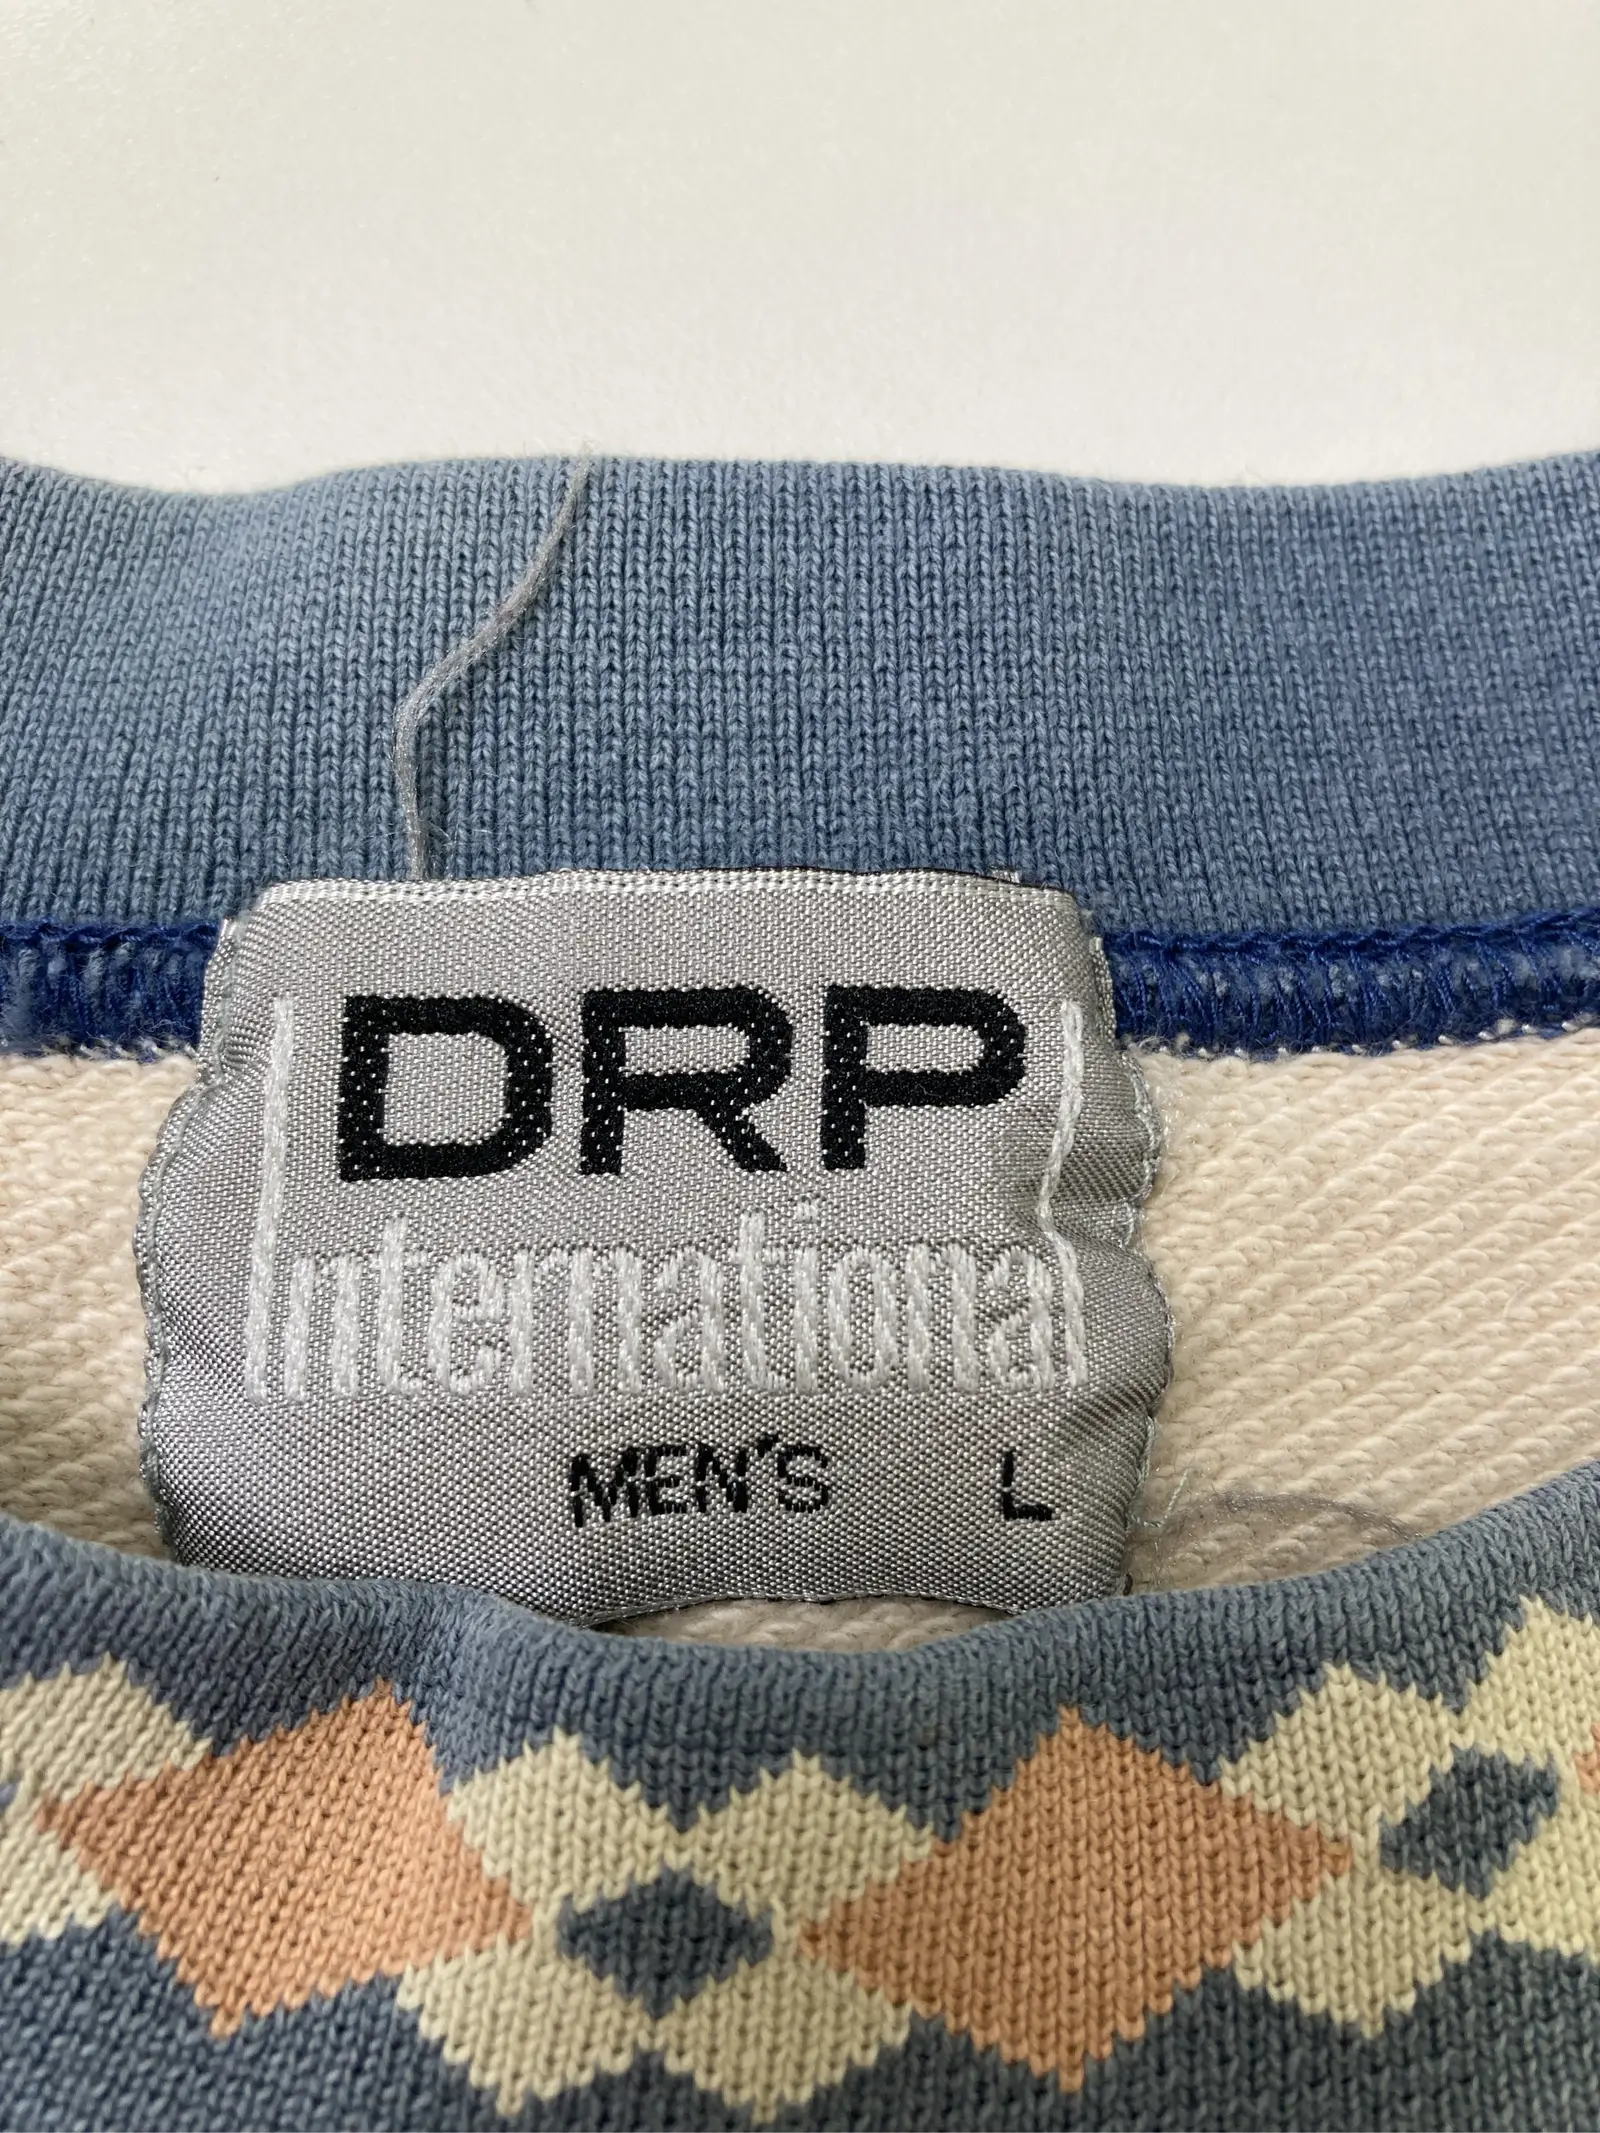 DRP
International
MEN'S L